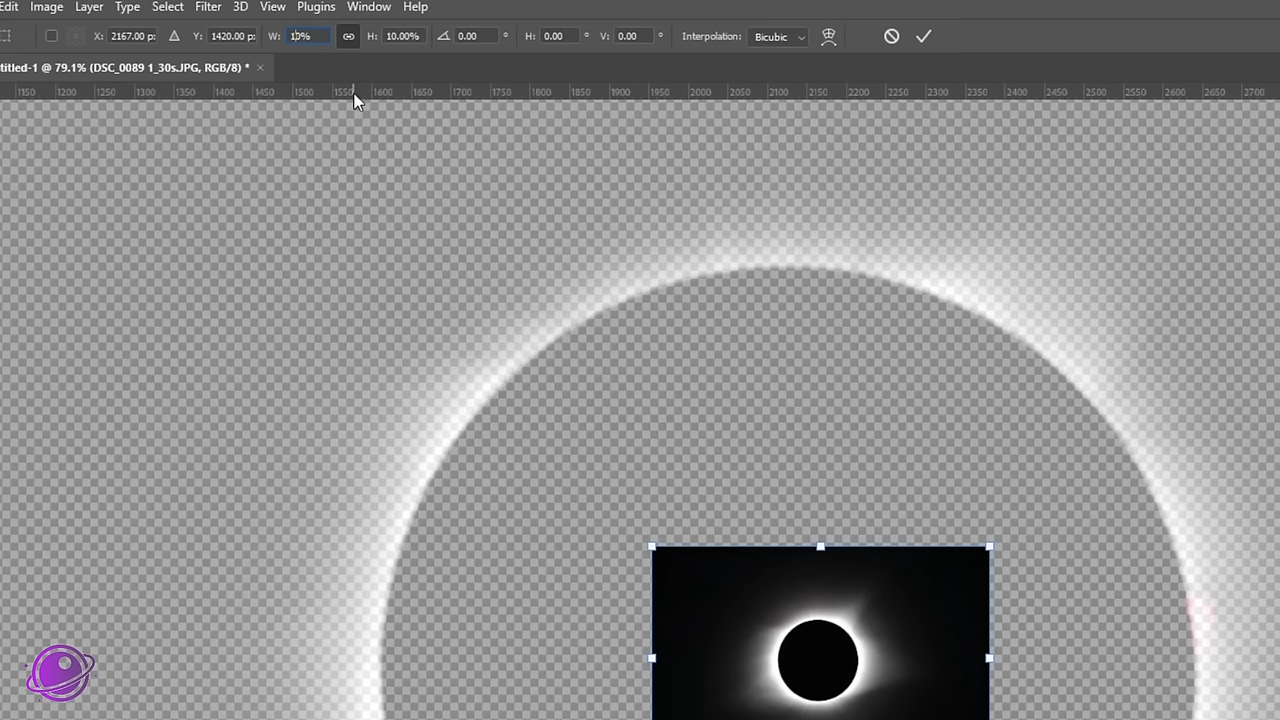 Edit Image Layer Type Select Filter 3D View Plugins Window Help
X: 2167.00 p: Y: 1420.00 p: W: 10% H: 10.00% 0.00 ° H: 0.00 ° V: 0.00 ° Interpolation: Bicubic
titled-1 @ 79.1% (DSC_0089 1_30s.JPG, RGB/8) * ×
1150 1200 1250 1300 1350 1400 1450 1500 1550 1600 1650 1700 1750 1800 1850 1900 1950 2000 2050 2100 2150 2200 2250 2300 2350 2400 2450 2500 2550 2600 2650 2700